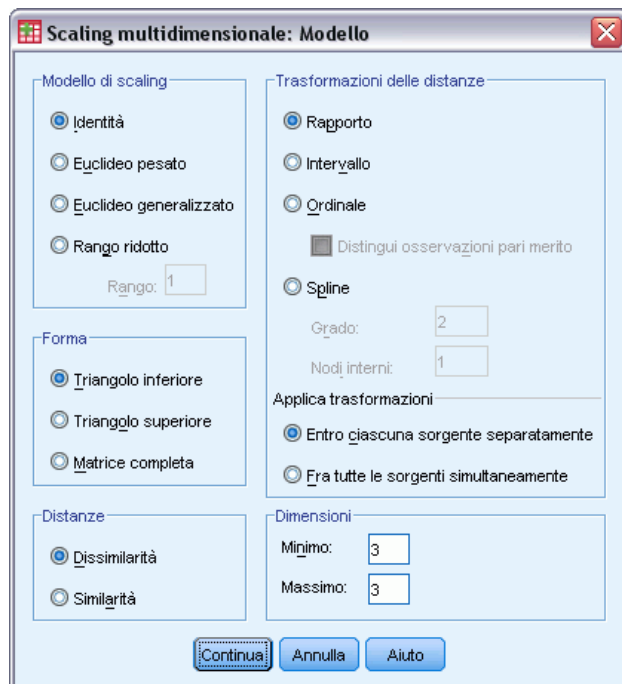 Scaling multidimensionale: Modello
Modello di scaling
Identità
Euclideo pesato
Euclideo generalizzato
Rango ridotto
Rango: 1
Forma
Triangolo inferiore
Triangolo superiore
Matrice completa
Distanze
Dissimilarità
Similarità
Trasformazioni delle distanze
Rapporto
Intervallo
Ordinale
Distingui osservazioni pari merito
Spline
Grado: 2
Nodi interni: 1
Applica trasformazioni
Entro ciascuna sorgente separatamente
Fra tutte le sorgenti simultaneamente
Dimensioni
Minimo: 3
Massimo: 3
Continua Annulla Aiuto